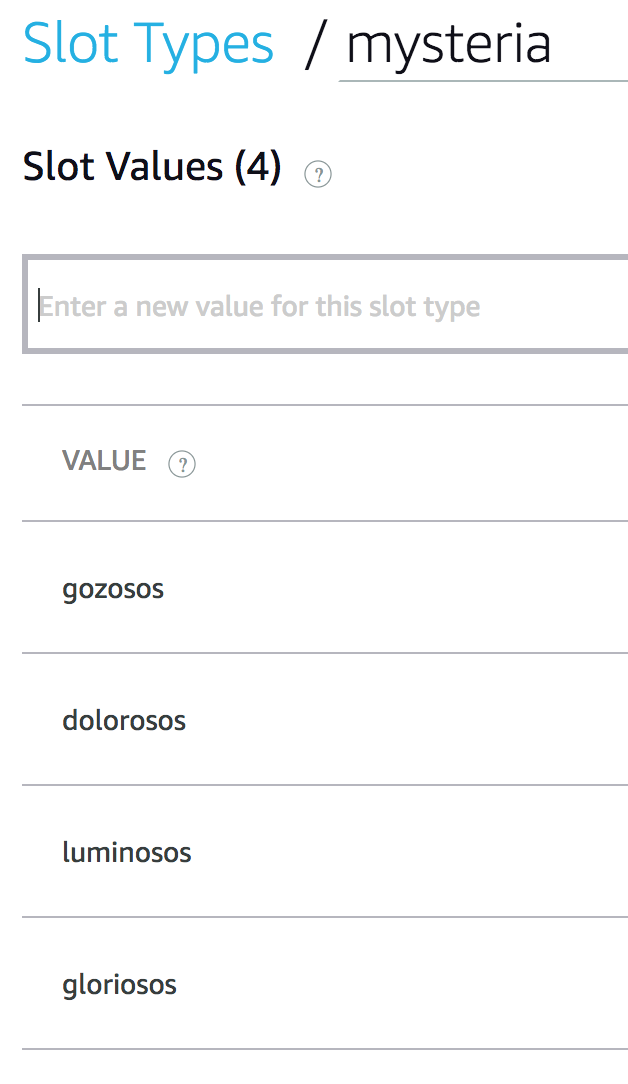 Slot Types / mysteria
Slot Values (4) ?
Enter a new value for this slot type
VALUE ?
gozosos
dolorosos
luminosos
gloriosos